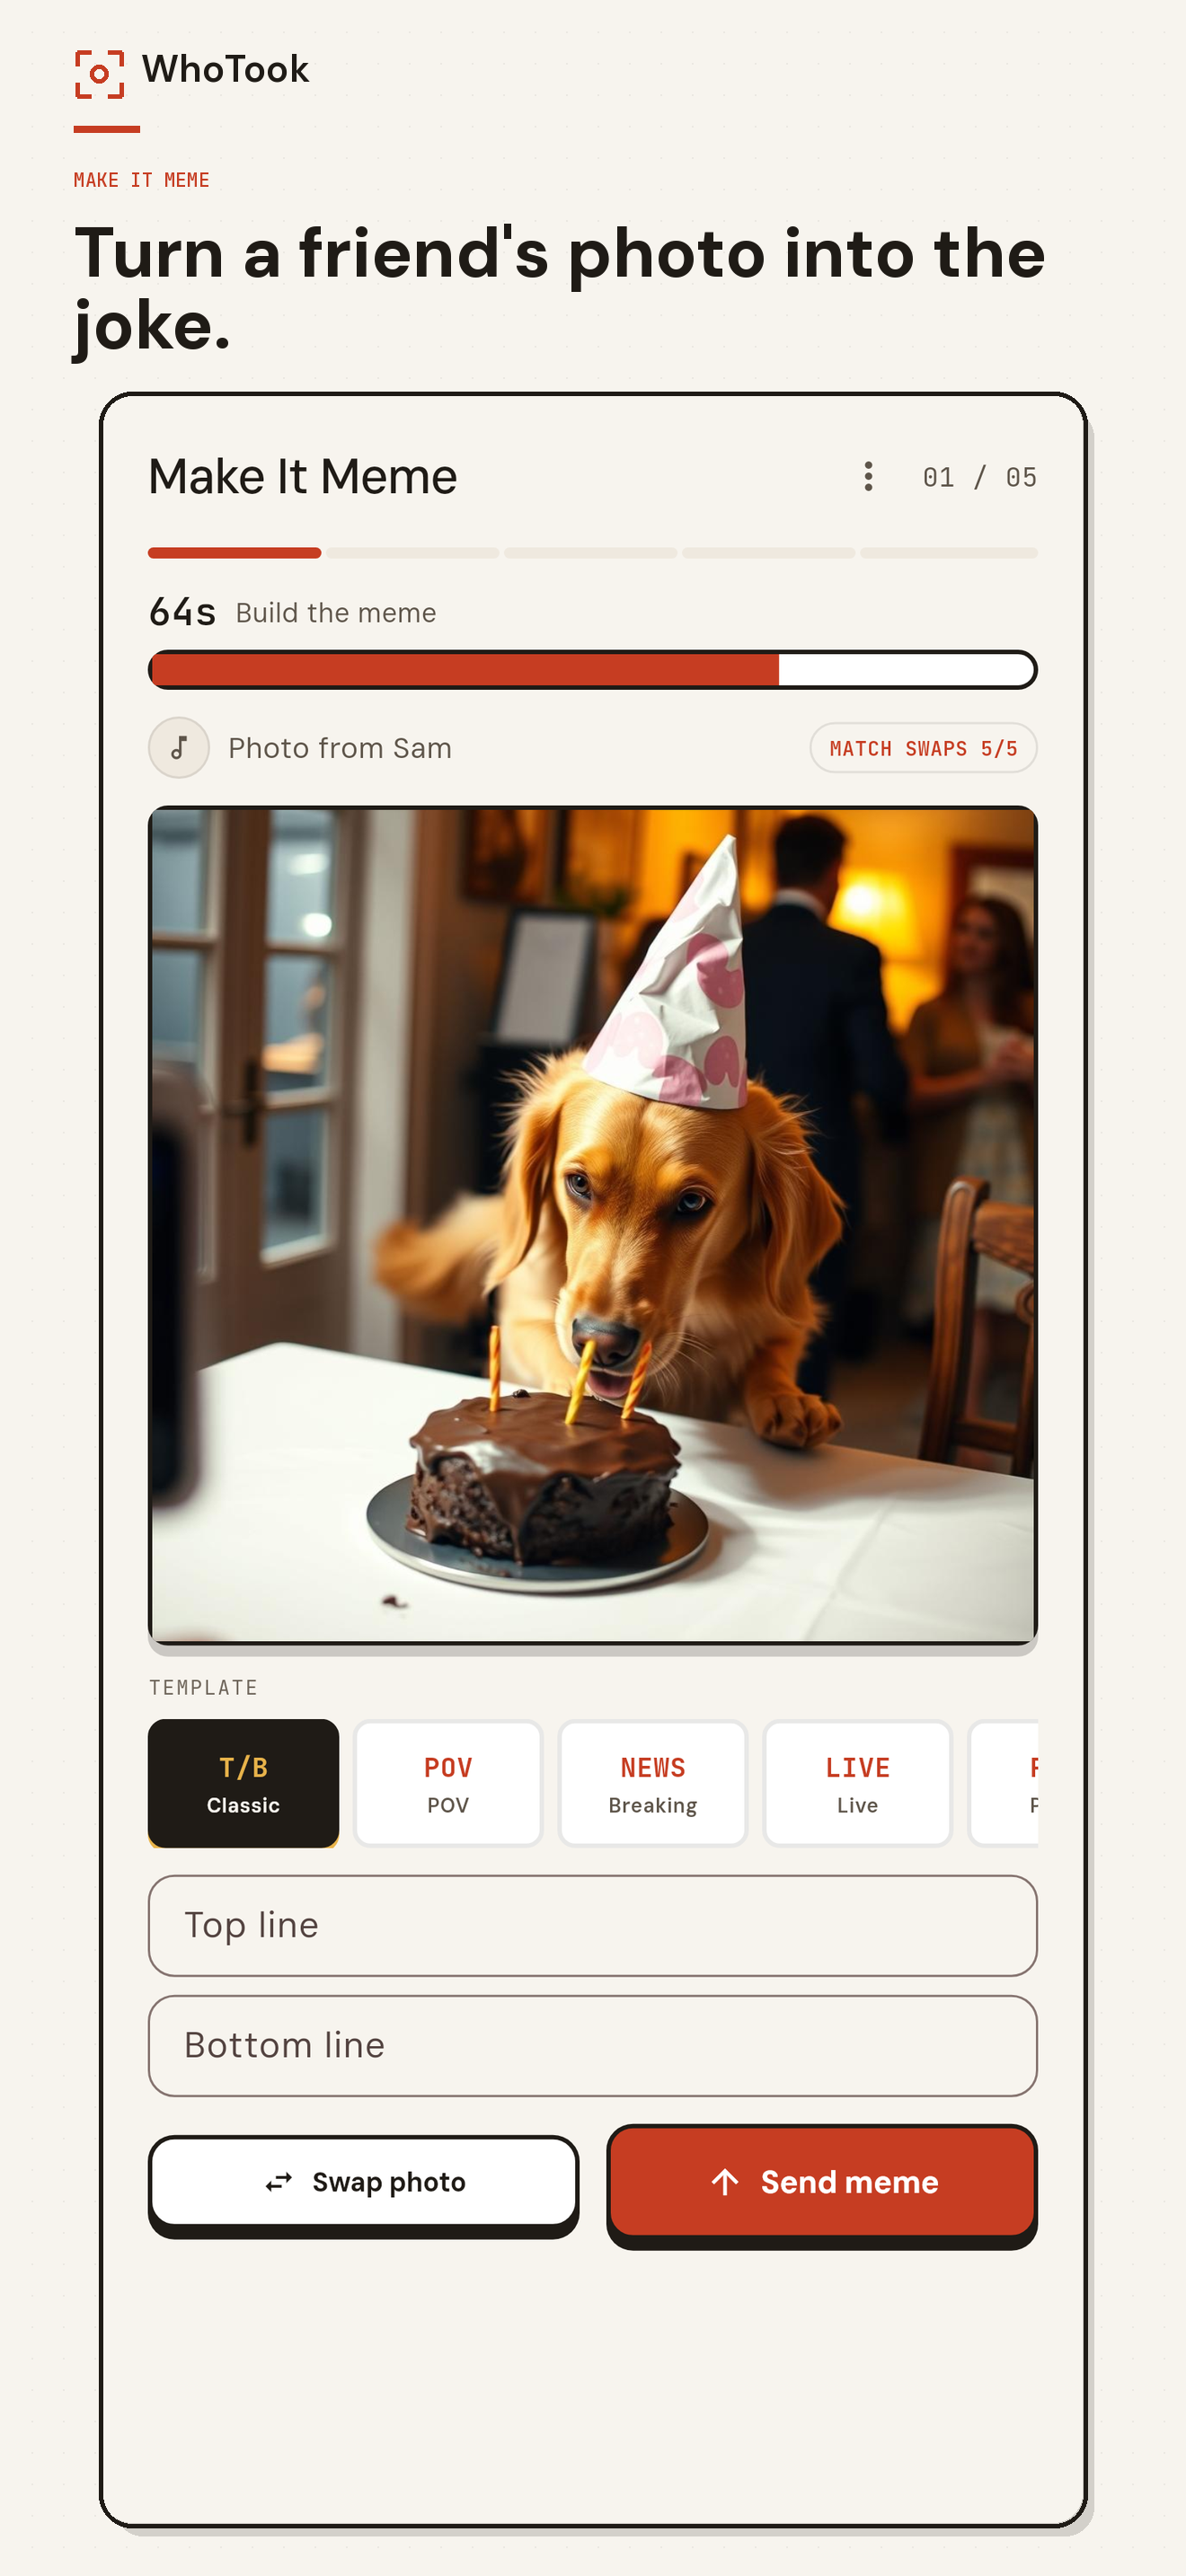 WhoTook
MAKE IT MEME
Turn a friend's photo into the
joke.
Make It Meme
01 / 05
64s Build the meme
Photo from Sam
MATCH SWAPS 5/5
TEMPLATE
T/B
Classic
POV
POV
NEWS
Breaking
LIVE
Live
Top line
Bottom line
Swap photo
Send meme